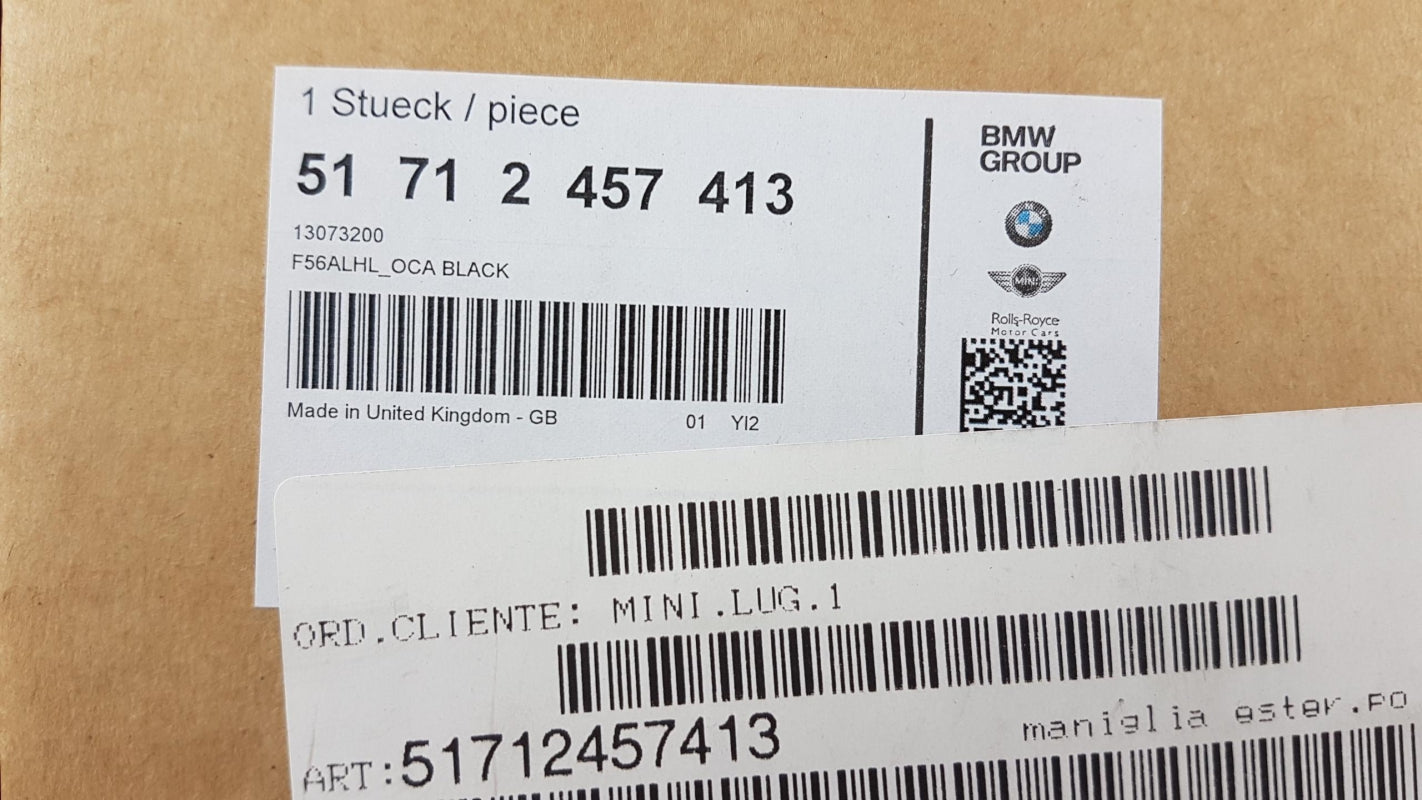 1 Stueck / piece
51 71 2 457 413
13073200
F56ALHL_OCA BLACK
Made in United Kingdom - GB 01 YI2
BMW
GROUP
MINI
Rolls-Royce
Motor Cars
ORD.CLIENTE: MINI.LUG.1
ART:51712457413
maniglia ester.po